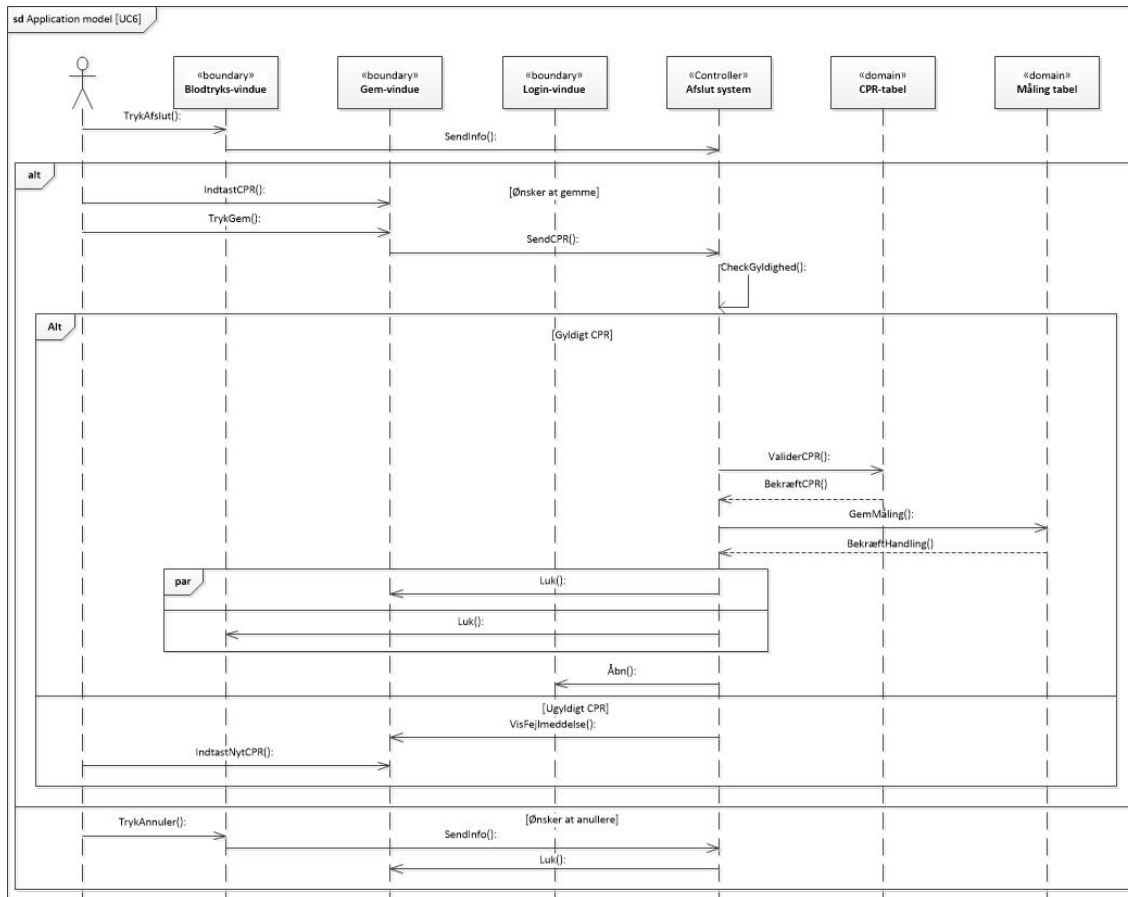 sd Application model [UC6]
«boundary»
Blodtryks-vindue
«boundary»
Gem-vindue
«boundary»
Login-vindue
«Controller»
Afslut system
«domain»
CPR-tabel
«domain»
Måling tabel
TrykAfslut():
SendInfo():
alt
[Ønsker at gemme]
IndtastCPR():
TrykGem():
SendCPR():
CheckGyldighed():
Alt
[Gyldigt CPR]
ValiderCPR():
BekræftCPR()
GemMåling():
BekræftHandling()
par
Luk():
Luk():
Åbn():
[Ugyldigt CPR]
VisFejlmeddelse():
IndtastNytCPR():
[Ønsker at anullere]
TrykAnnuler():
SendInfo():
Luk():